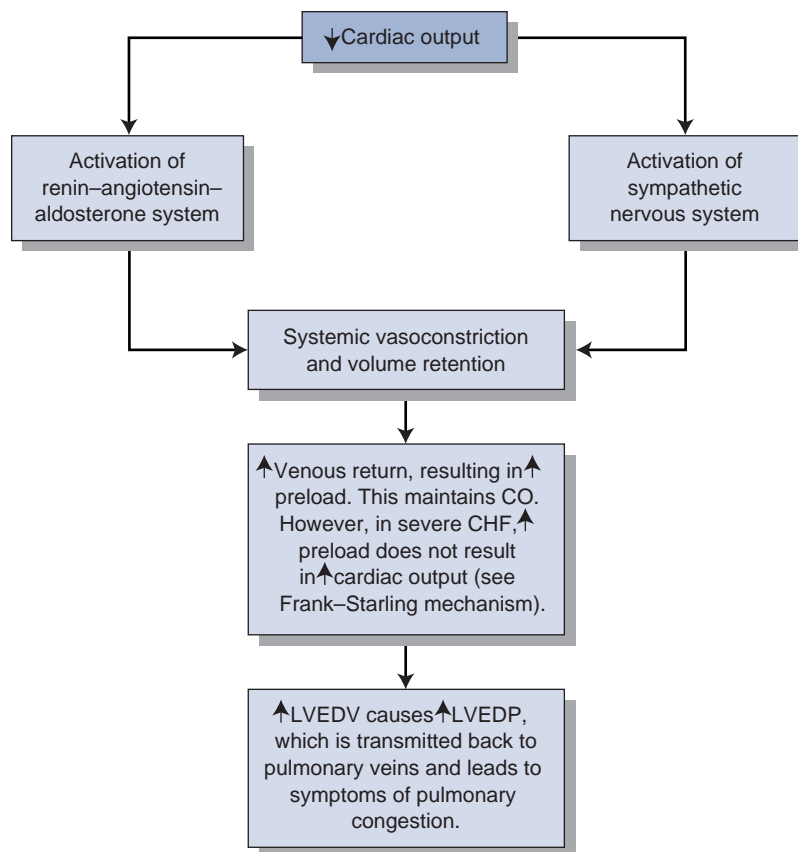 ↓Cardiac output
Activation of
renin–angiotensin–
aldosterone system
Activation of
sympathetic
nervous system
Systemic vasoconstriction
and volume retention
↑Venous return, resulting in↑
preload. This maintains CO.
However, in severe CHF,↑
preload does not result
in↑cardiac output (see
Frank–Starling mechanism).
↑LVEDV causes↑LVEDP,
which is transmitted back to
pulmonary veins and leads to
symptoms of pulmonary
congestion.